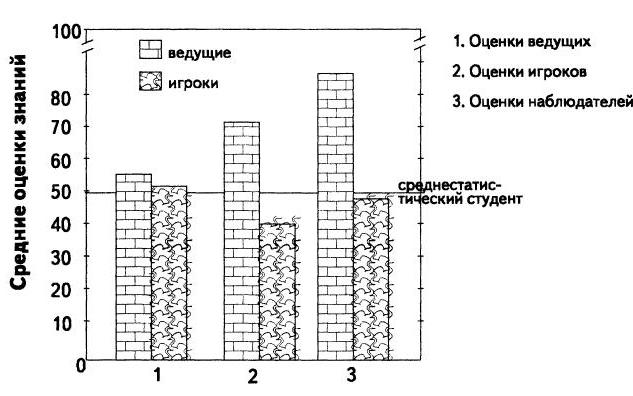 100
ведущие
игроки
80
70
60
50
40
30
20
10
0
Средние оценки знаний
1
2
3
1. Оценки ведущих
2. Оценки игроков
3. Оценки наблюдателей
среднестатис-
тический студент